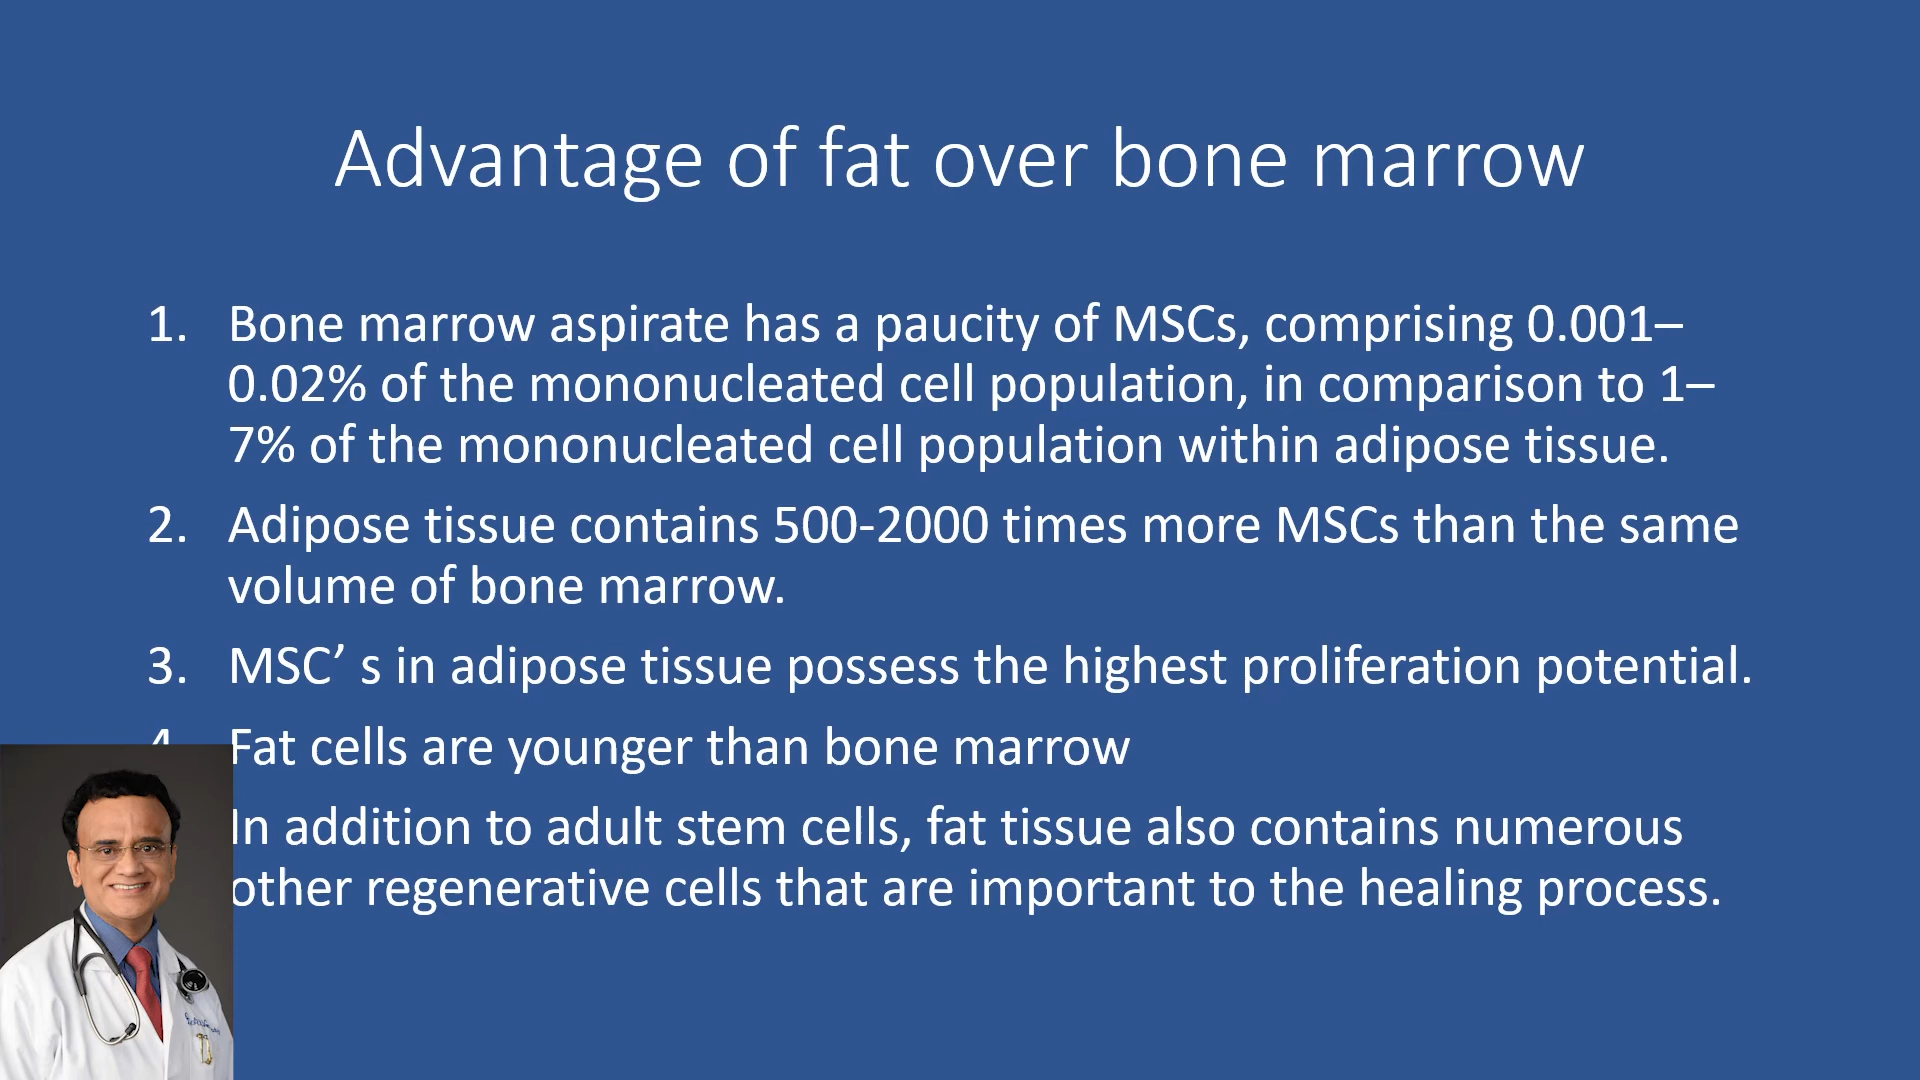 Advantage of fat over bone marrow
1. Bone marrow aspirate has a paucity of MSCs, comprising 0.001–
0.02% of the mononucleated cell population, in comparison to 1–
7% of the mononucleated cell population within adipose tissue.
2. Adipose tissue contains 500-2000 times more MSCs than the same
volume of bone marrow.
3. MSC’ s in adipose tissue possess the highest proliferation potential.
4. Fat cells are younger than bone marrow
In addition to adult stem cells, fat tissue also contains numerous
other regenerative cells that are important to the healing process.